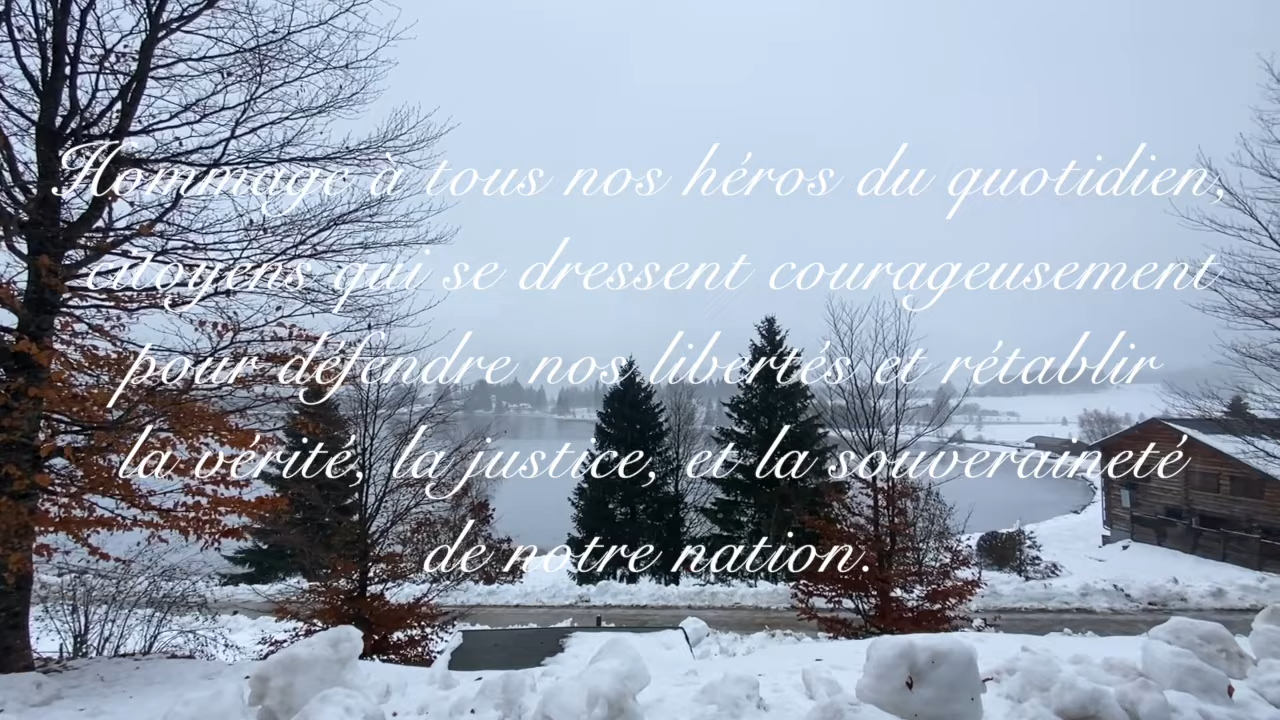 Hommage à tous nos héros du quotidien,
citoyens qui se dressent courageusement
pour défendre nos libertés et rétablir
la vérité, la justice, et la souveraineté
de notre nation.